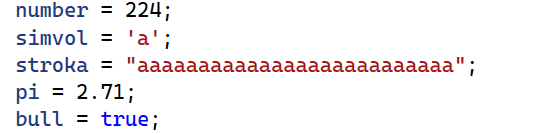 number = 224;
simvol = 'a';
stroka = "aaaaaaaaaaaaaaaaaaaaaaaaaa";
pi = 2.71;
bull = true;